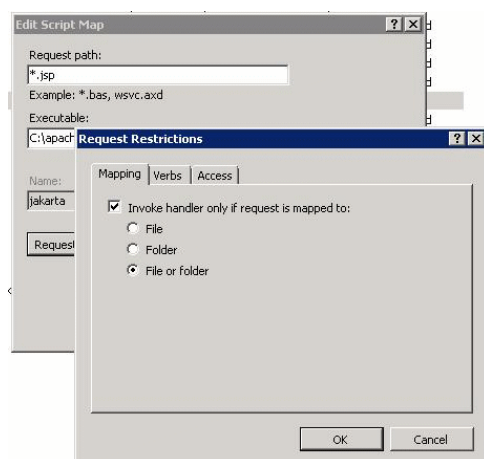 Edit Script Map
Request path:
*.jsp
Example: *.bas, wsvc.axd
Executable:
C:\apach
Name:
jakarta
Request
Request Restrictions
Mapping Verbs Access
Invoke handler only if request is mapped to:
File
Folder
File or folder
OK Cancel